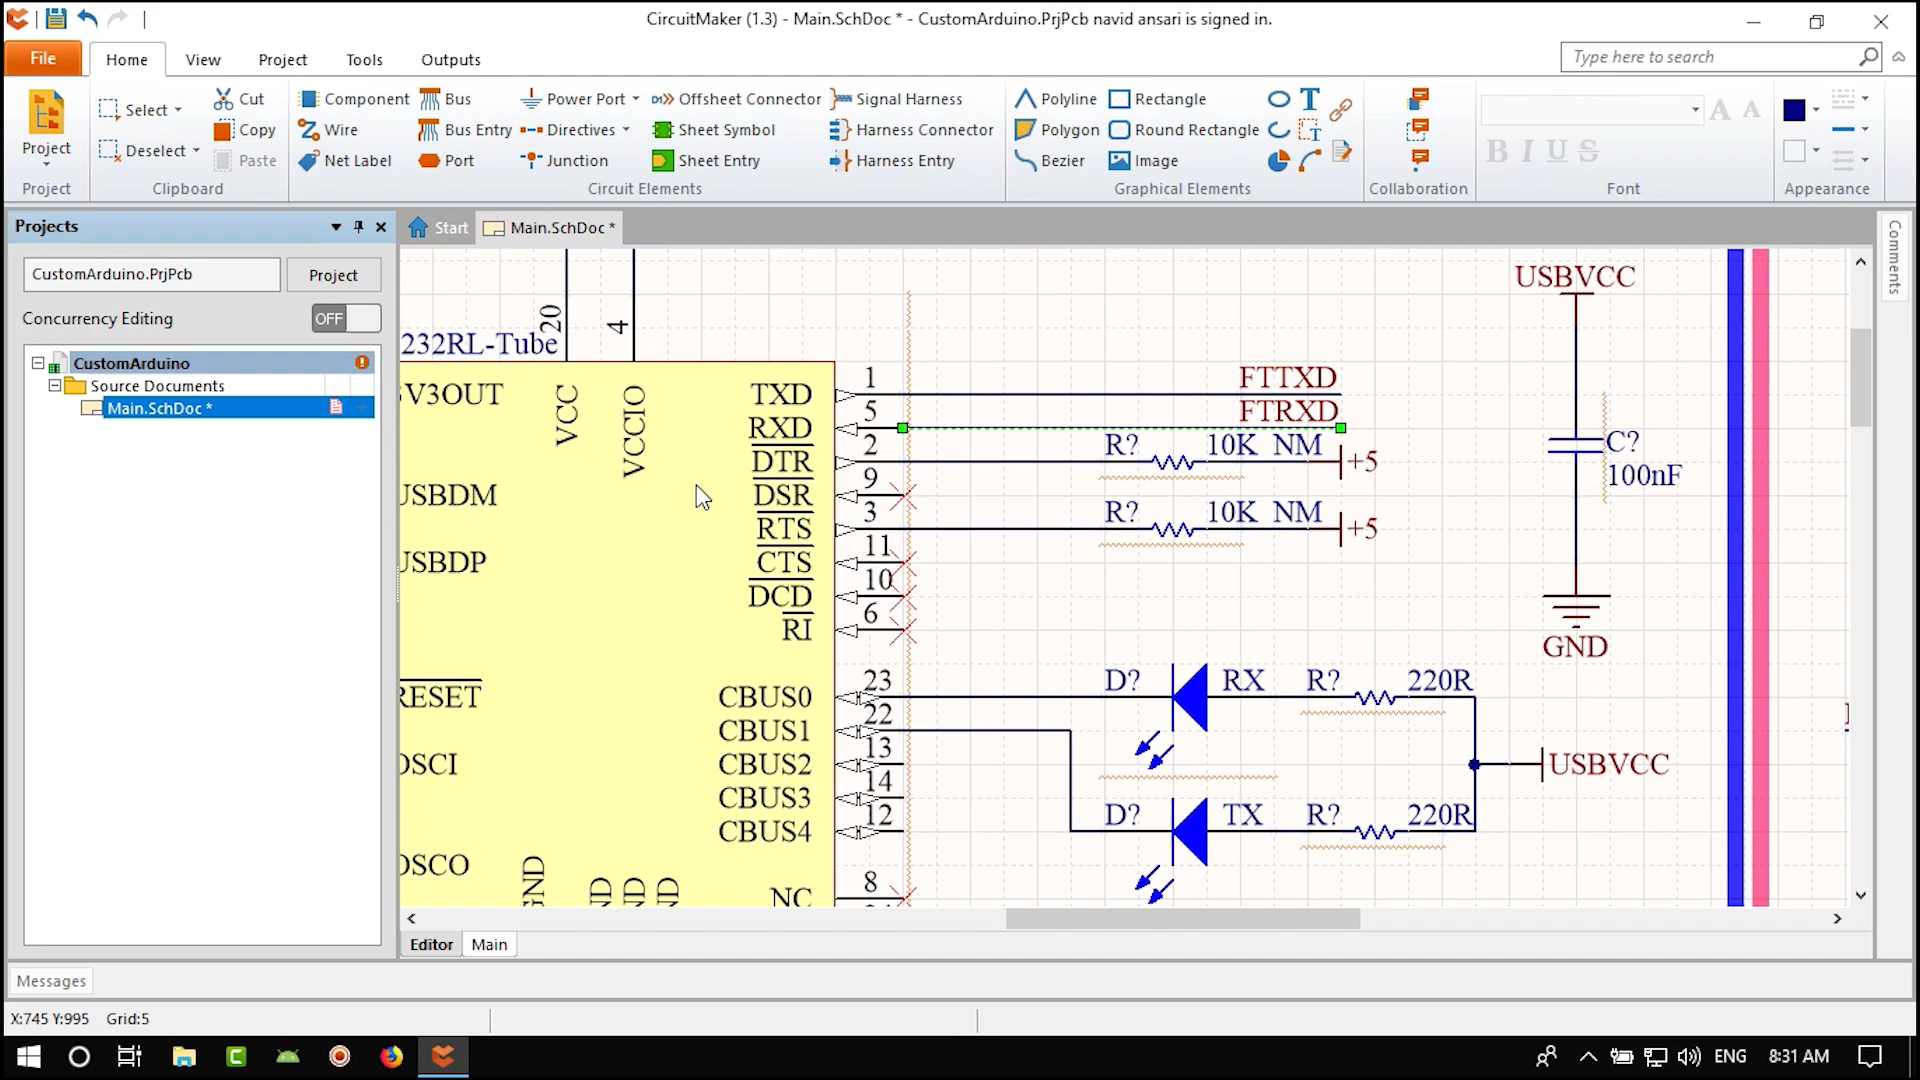 CircuitMaker (1.3) - Main.SchDoc * - CustomArduino.PrjPcb navid ansari is signed in.
File
Home
View
Project
Tools
Outputs
Type here to search
Project
Select
Deselect
Cut
Copy
Paste
Component
Wire
Net Label
Bus
Bus Entry
Port
Power Port
Directives
Junction
Offsheet Connector
Sheet Symbol
Sheet Entry
Signal Harness
Harness Connector
Harness Entry
Polyline
Polygon
Bezier
Rectangle
Round Rectangle
Image
T
T
A A
B I U S
Project
Clipboard
Circuit Elements
Graphical Elements
Collaboration
Font
Appearance
Projects
CustomArduino.PrjPcb
Project
Concurrency Editing
OFF
CustomArduino
Source Documents
Main.SchDoc *
Start
Main.SchDoc *
Comments
20
4
232RL-Tube
VCC
VCCIO
V3OUT
USBDM
USBDP
RESET
OSCI
OSCO
GND
ND
ND
ND
TXD
RXD
DTR
DSR
RTS
CTS
DCD
RI
CBUS0
CBUS1
CBUS2
CBUS3
CBUS4
NC
1
5
2
9
3
11
10
6
23
22
13
14
12
8
FTTXD
FTRXD
R? 10K NM
+5
R? 10K NM
+5
USBVCC
C?
100nF
GND
D? RX R? 220R
USBVCC
D? TX R? 220R
Editor
Main
Messages
X:745 Y:995 Grid:5
ENG
8:31 AM